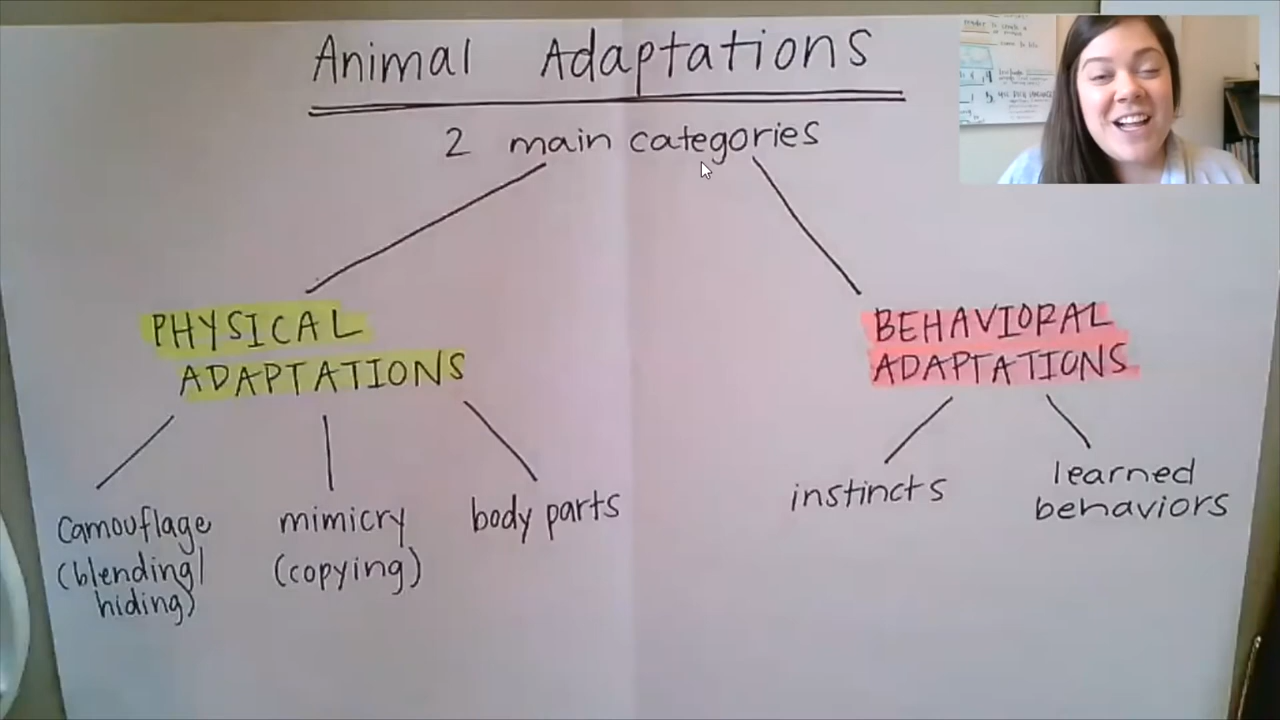 Animal Adaptations
2 main categories
PHYSICAL
ADAPTATIONS
BEHAVIORAL
ADAPTATIONS
camouflage
(blending/
hiding)
mimicry
(copying)
body parts
instincts
learned
behaviors